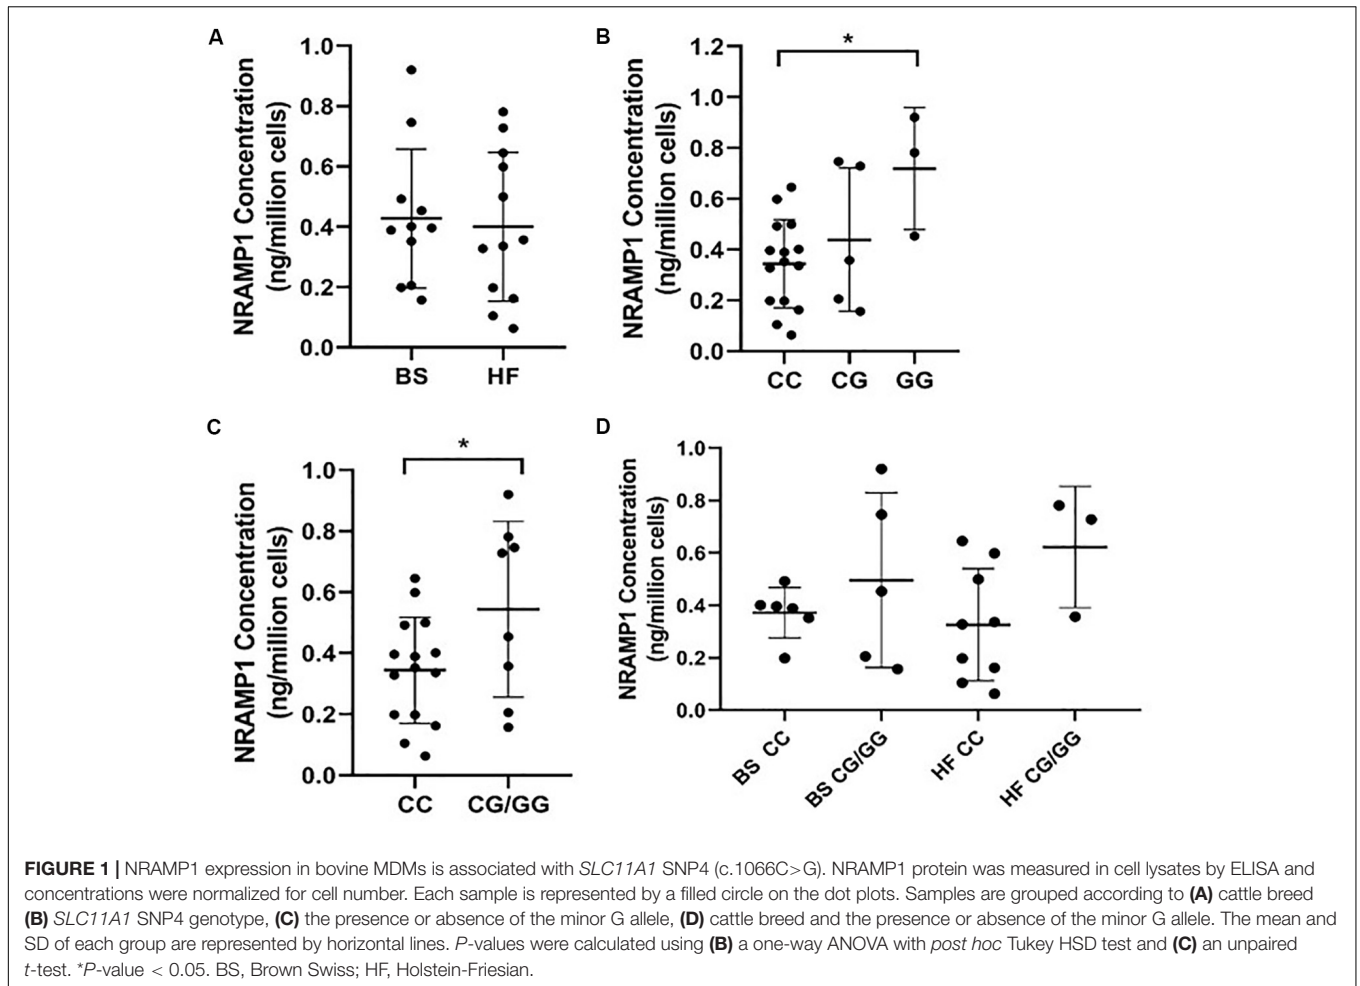 A
NRAMP1 Concentration
(ng/million cells)
1.0
0.8
0.6
0.4
0.2
0.0
BS HF
B
*
NRAMP1 Concentration
(ng/million cells)
1.2
1.0
0.8
0.6
0.4
0.2
0.0
CC CG GG
C
*
NRAMP1 Concentration
(ng/million cells)
1.0
0.8
0.6
0.4
0.2
0.0
CC CG/GG
D
NRAMP1 Concentration
(ng/million cells)
1.0
0.8
0.6
0.4
0.2
0.0
BS CC
BS CG/GG
HF CC
HF CG/GG
FIGURE 1 | NRAMP1 expression in bovine MDMs is associated with SLC11A1 SNP4 (c.1066C>G). NRAMP1 protein was measured in cell lysates by ELISA and
concentrations were normalized for cell number. Each sample is represented by a filled circle on the dot plots. Samples are grouped according to (A) cattle breed
(B) SLC11A1 SNP4 genotype, (C) the presence or absence of the minor G allele, (D) cattle breed and the presence or absence of the minor G allele. The mean and
SD of each group are represented by horizontal lines. P-values were calculated using (B) a one-way ANOVA with post hoc Tukey HSD test and (C) an unpaired
t-test. *P-value < 0.05. BS, Brown Swiss; HF, Holstein-Friesian.